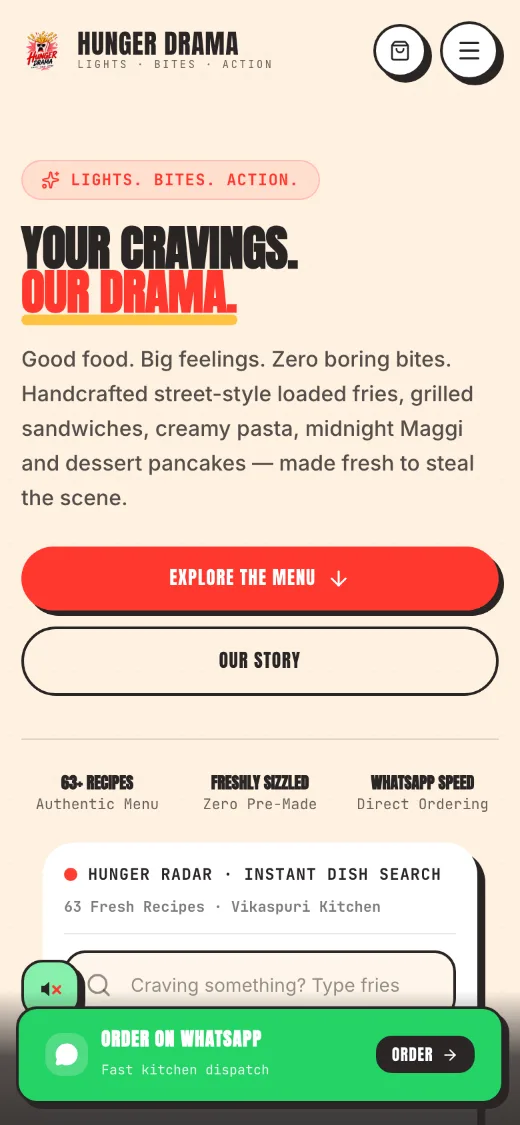 HUNGER DRAMA
HUNGER DRAMA
LIGHTS · BITES · ACTION
LIGHTS. BITES. ACTION.
YOUR CRAVINGS.
OUR DRAMA.
Good food. Big feelings. Zero boring bites.
Handcrafted street-style loaded fries, grilled
sandwiches, creamy pasta, midnight Maggi
and dessert pancakes — made fresh to steal
the scene.
EXPLORE THE MENU ↓
OUR STORY
63+ RECIPES
Authentic Menu
FRESHLY SIZZLED
Zero Pre-Made
WHATSAPP SPEED
Direct Ordering
HUNGER RADAR · INSTANT DISH SEARCH
63 Fresh Recipes · Vikaspuri Kitchen
Craving something? Type fries
ORDER ON WHATSAPP
Fast kitchen dispatch
ORDER →